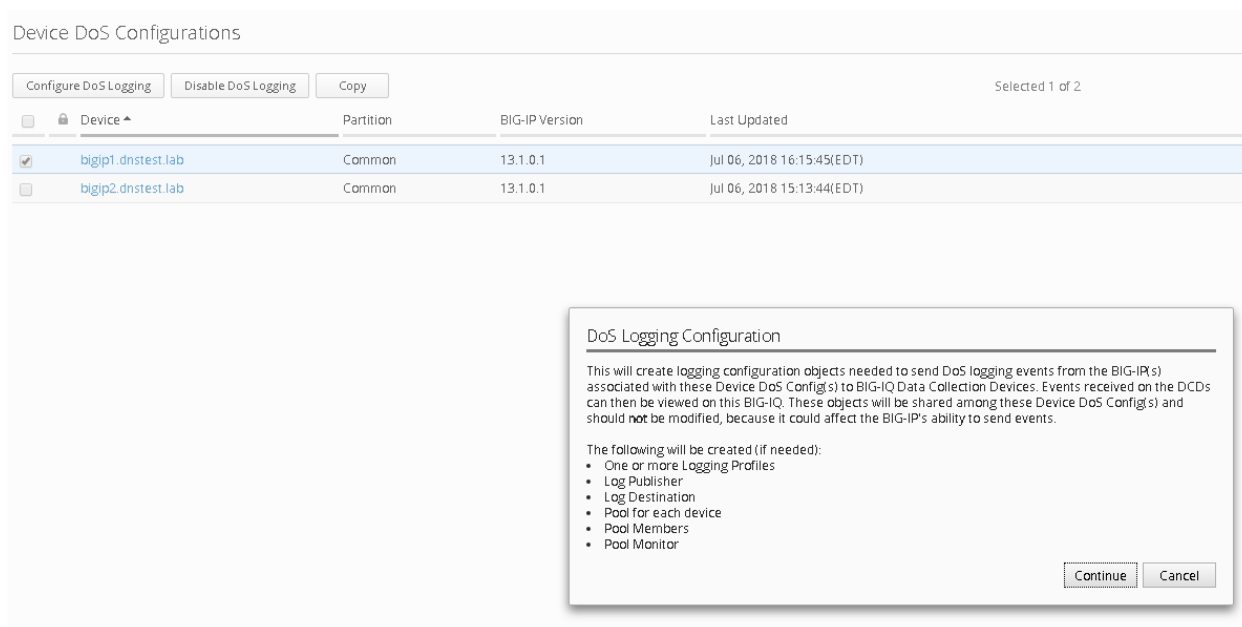 Device DoS Configurations
Configure DoS Logging Disable DoS Logging Copy Selected 1 of 2
Device Partition BIG-IP Version Last Updated
bigip1.dnstest.lab Common 13.1.0.1 Jul 06, 2018 16:15:45(EDT)
bigip2.dnstest.lab Common 13.1.0.1 Jul 06, 2018 15:13:44(EDT)
DoS Logging Configuration
This will create logging configuration objects needed to send DoS logging events from the BIG-IP(s)
associated with these Device DoS Config(s) to BIG-IQ Data Collection Devices. Events received on the DCDs
can then be viewed on this BIG-IQ. These objects will be shared among these Device DoS Config(s) and
should not be modified, because it could affect the BIG-IP's ability to send events.
The following will be created (if needed):
• One or more Logging Profiles
• Log Publisher
• Log Destination
• Pool for each device
• Pool Members
• Pool Monitor
Continue Cancel